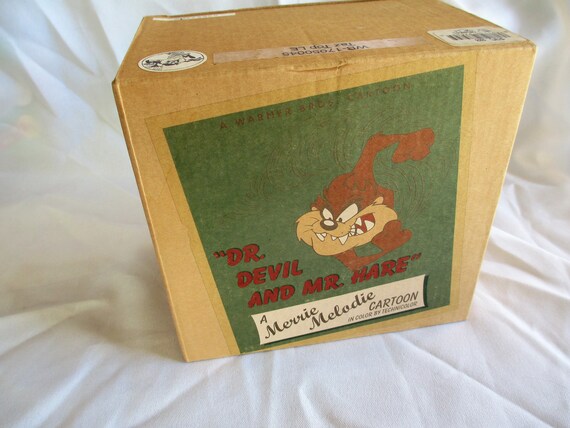 A WARNER BROS. CARTOON
"DR.
DEVIL
AND MR. HARE"
A
Merrie
Melodie
CARTOON
IN COLOR BY TECHNICOLOR